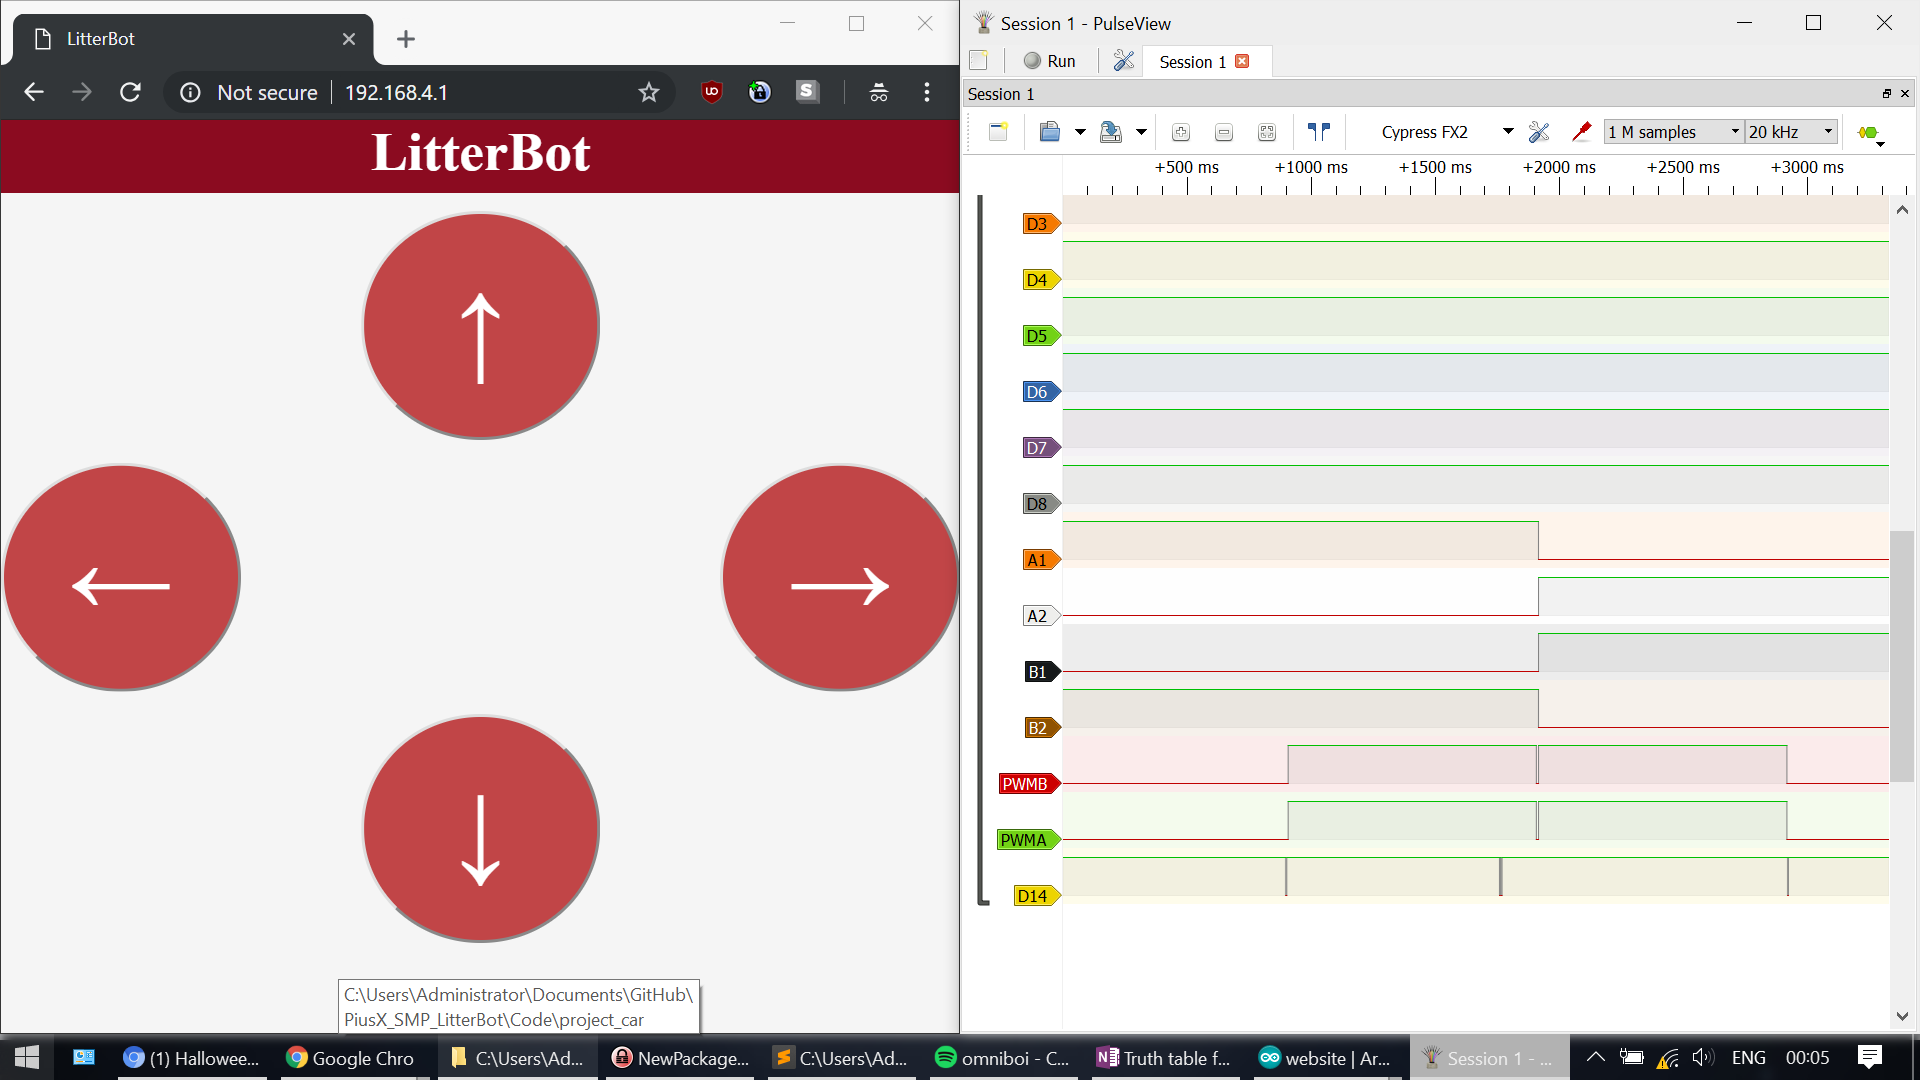 LitterBot
Not secure
192.168.4.1
LitterBot
↑
← →
↓
C:\Users\Administrator\Documents\GitHub\
PiusX_SMP_LitterBot\Code\project_car
Session 1 - PulseView
Run
Session 1
Session 1
Cypress FX2
1 M samples
20 kHz
+500 ms +1000 ms +1500 ms +2000 ms +2500 ms +3000 ms
D3
D4
D5
D6
D7
D8
A1
A2
B1
B2
PWMB
PWMA
D14
(1) Hallowee...
Google Chro
C:\Users\Ad...
NewPackage...
C:\Users\Ad...
omniboi - C...
Truth table f...
website | Ar...
Session 1 - ...
ENG
00:05